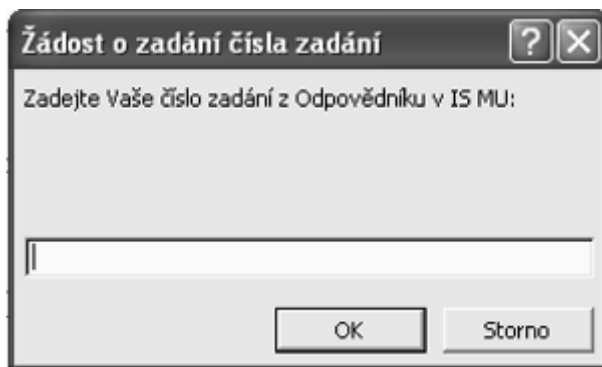 Žádost o zadání čísla zadání
Zadejte Vaše číslo zadání z Odpovědníku v IS MU:
OK
Storno